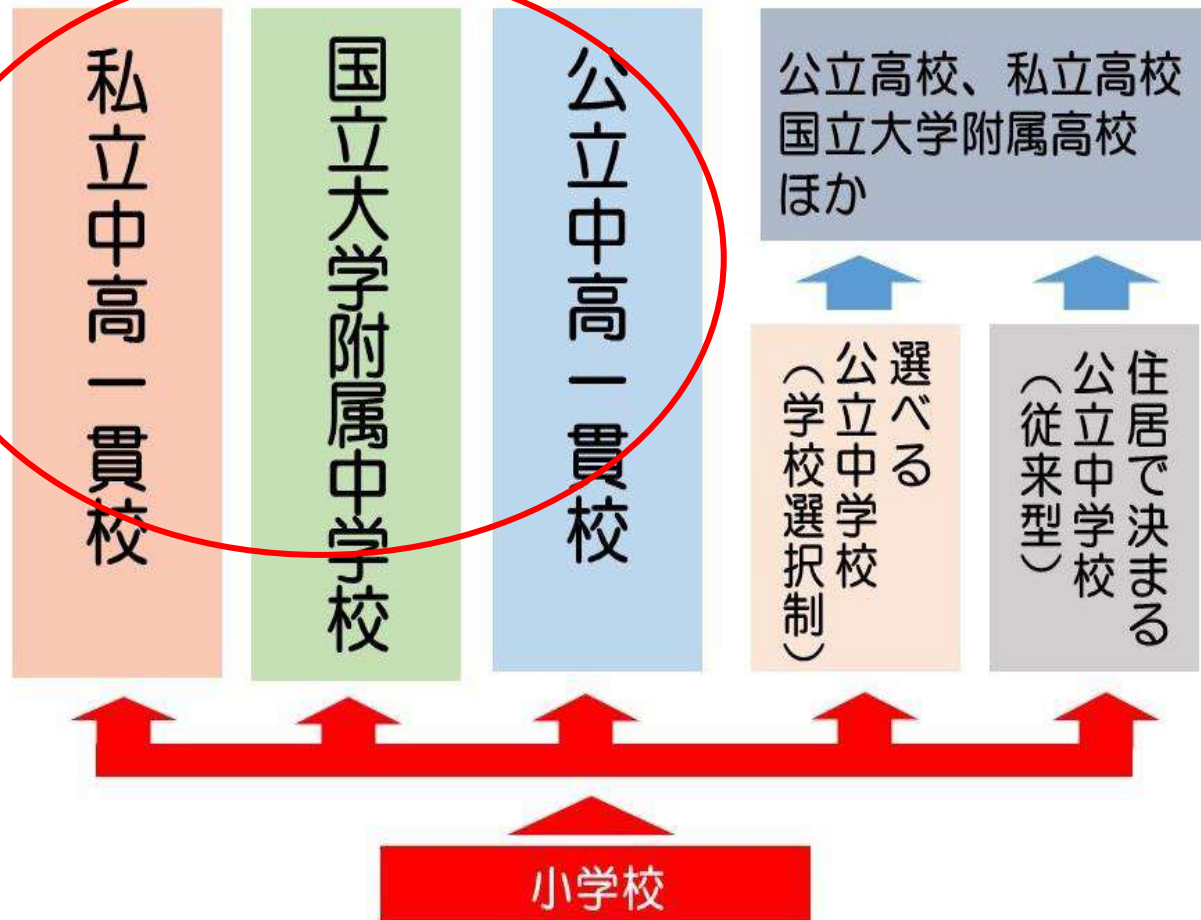 私立中高一貫校
国立大学附属中学校
公立中高一貫校
公立高校、私立高校
国立大学附属高校
ほか
選べる
公立中学校
（学校選択制）
住居で決まる
公立中学校
（従来型）
小学校